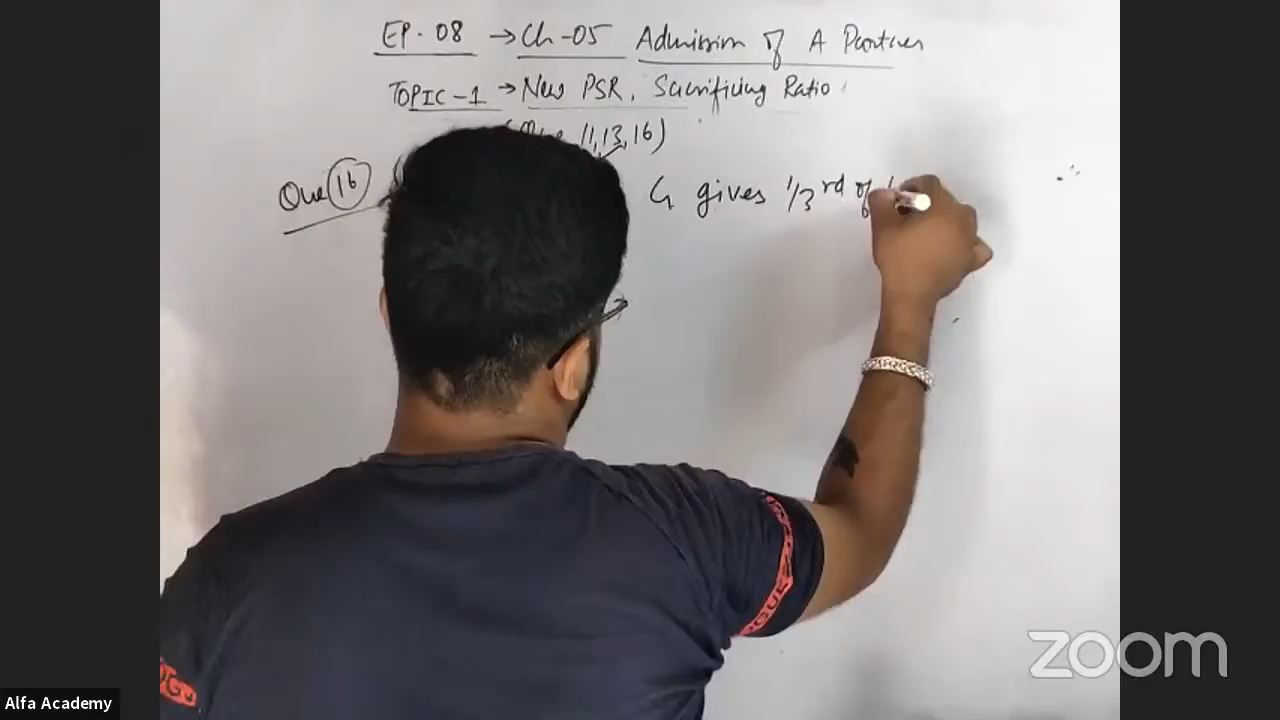 EP. 08 → Ch-05 Admission of A Partner
TOPIC-1 → New PSR, Sacrificing Ratio
(Que 11,13,16)
Que 16 G gives 1/3rd of
zoom
Alfa Academy